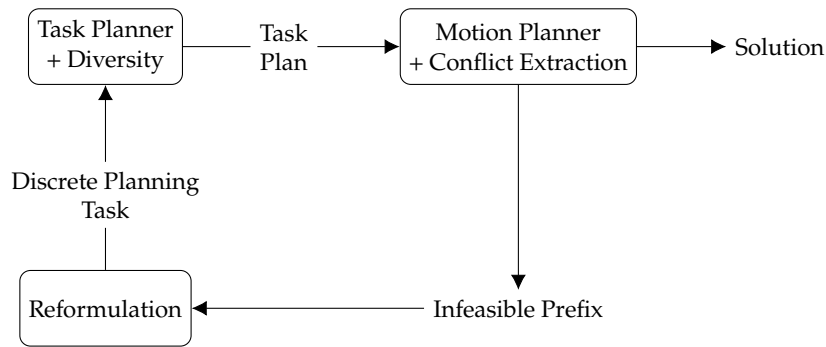 Task Planner
+ Diversity
Task
Plan
Motion Planner
+ Conflict Extraction
Solution
Discrete Planning
Task
Reformulation
Infeasible Prefix